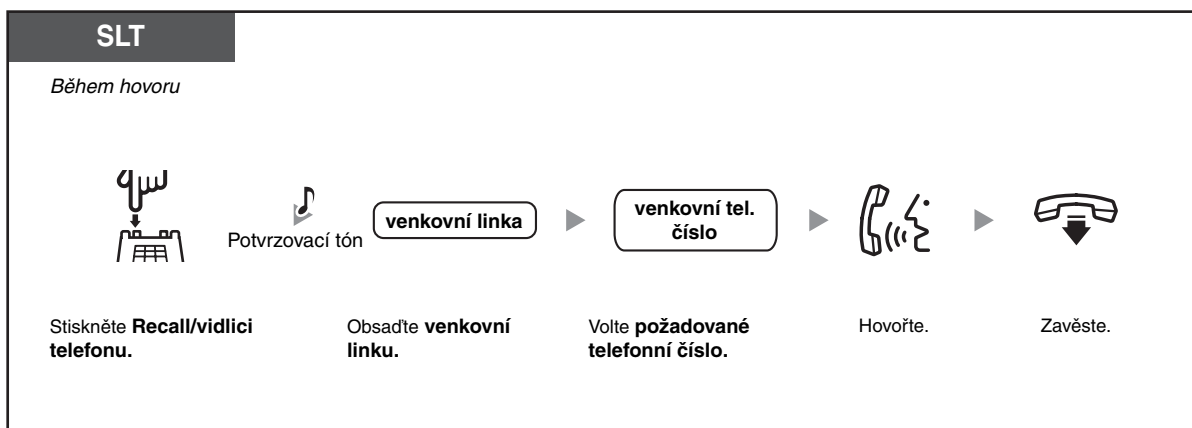 SLT
Během hovoru
Potvrzovací tón
venkovní linka
venkovní tel.
číslo
Stiskněte Recall/vidlici
telefonu.
Obsaďte venkovní
linku.
Volte požadované
telefonní číslo.
Hovořte.
Zavěste.